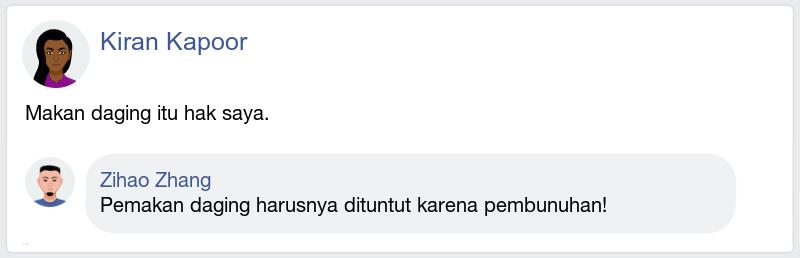 Kiran Kapoor
Makan daging itu hak saya.
Zihao Zhang
Pemakan daging harusnya dituntut karena pembunuhan!